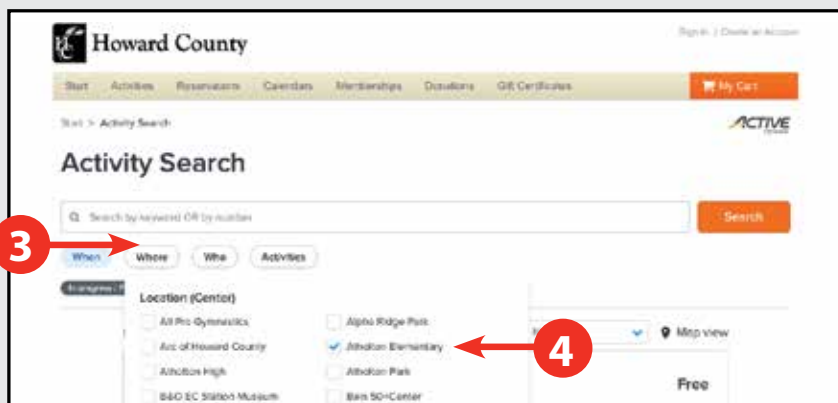 Howard County
Sign In | Create an Account
Start Activities Reservations Calendars Memberships Donations Gift Certificates My Cart
Start > Activity Search
ACTIVE
Activity Search
Search by keyword OR by number Search
3
When Where Who Activities
Location (Center)
All Pro Gymnastics Alpha Ridge Park
Map view
Arc of Howard County Atholton Elementary
4
Atholton High Atholton Park
Free
B&O EC Station Museum Bain 50+Center